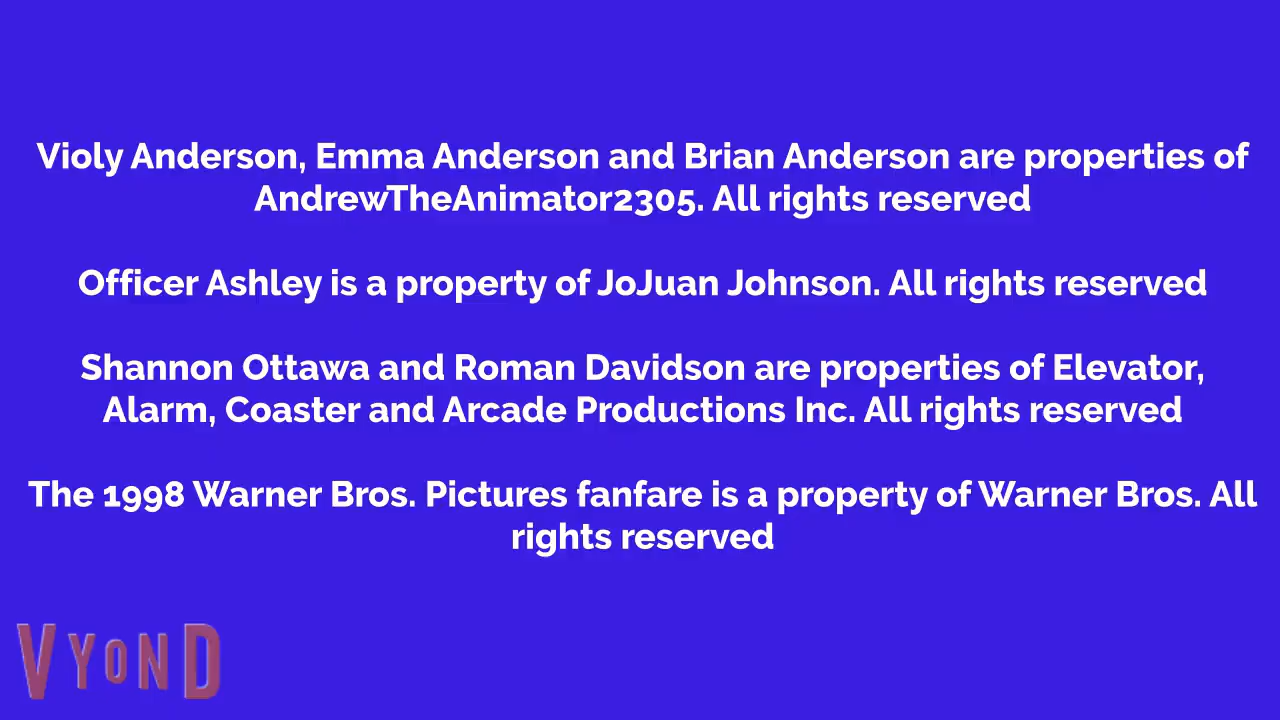 Violy Anderson, Emma Anderson and Brian Anderson are properties of
AndrewTheAnimator2305. All rights reserved
Officer Ashley is a property of JoJuan Johnson. All rights reserved
Shannon Ottawa and Roman Davidson are properties of Elevator,
Alarm, Coaster and Arcade Productions Inc. All rights reserved
The 1998 Warner Bros. Pictures fanfare is a property of Warner Bros. All
rights reserved
VYOND